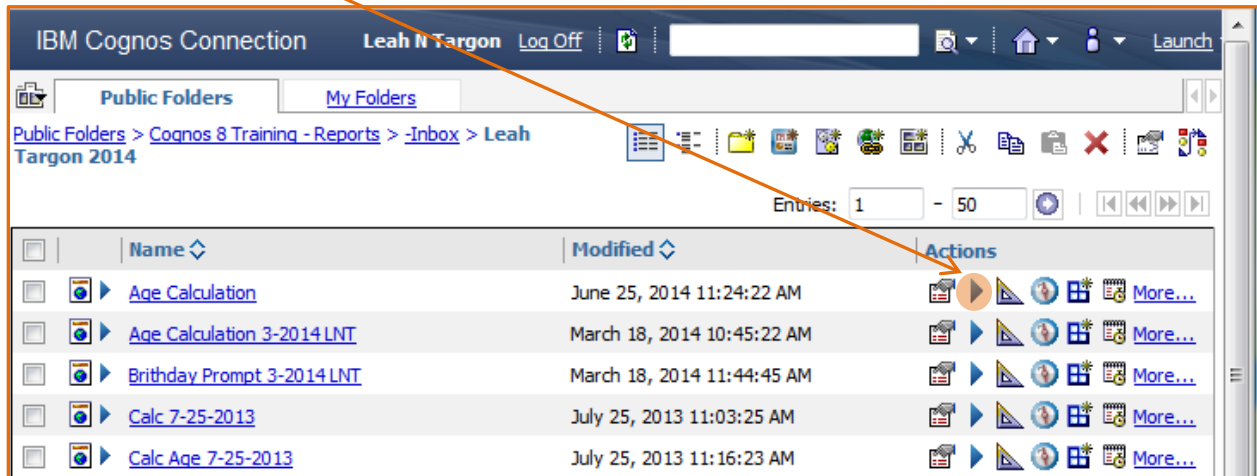 IBM Cognos Connection Leah N Targon Log Off Launch
Public Folders My Folders
Public Folders > Cognos 8 Training - Reports > -Inbox > Leah
Targon 2014
Entries: 1 - 50
Name Modified Actions
Age Calculation June 25, 2014 11:24:22 AM More...
Age Calculation 3-2014 LNT March 18, 2014 10:45:22 AM More...
Brithday Prompt 3-2014 LNT March 18, 2014 11:44:45 AM More...
Calc 7-25-2013 July 25, 2013 11:03:25 AM More...
Calc Age 7-25-2013 July 25, 2013 11:16:23 AM More...